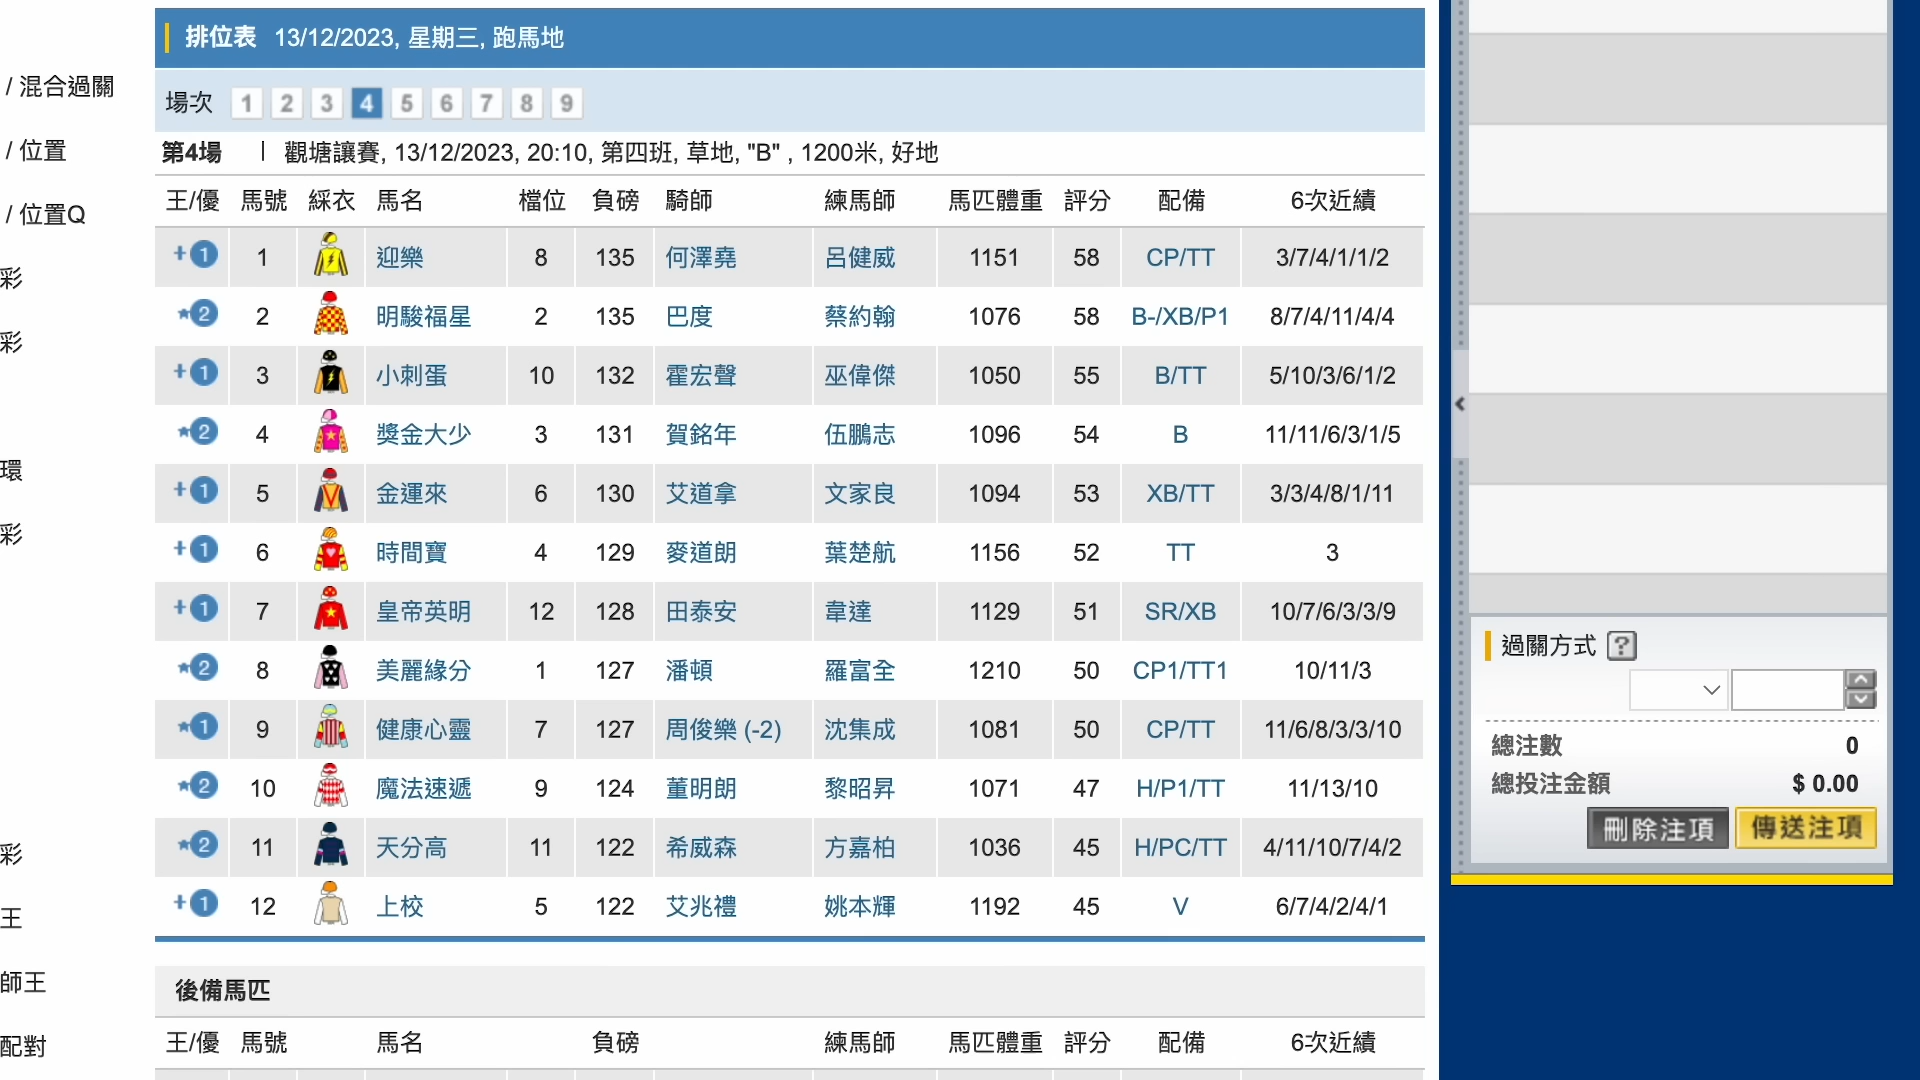 排位表 13/12/2023, 星期三, 跑馬地
場次 1 2 3 4 5 6 7 8 9
第4場 | 觀塘讓賽, 13/12/2023, 20:10, 第四班, 草地, "B" , 1200米, 好地
王/優 馬號 綵衣 馬名 檔位 負磅 騎師 練馬師 馬匹體重 評分 配備 6次近績
+1 1 迎樂 8 135 何澤堯 呂健威 1151 58 CP/TT 3/7/4/1/1/2
★2 2 明駿福星 2 135 巴度 蔡約翰 1076 58 B-/XB/P1 8/7/4/11/4/4
+1 3 小刺蛋 10 132 霍宏聲 巫偉傑 1050 55 B/TT 5/10/3/6/1/2
★2 4 獎金大少 3 131 賀銘年 伍鵬志 1096 54 B 11/11/6/3/1/5
+1 5 金運來 6 130 艾道拿 文家良 1094 53 XB/TT 3/3/4/8/1/11
+1 6 時間寶 4 129 麥道朗 葉楚航 1156 52 TT 3
+1 7 皇帝英明 12 128 田泰安 韋達 1129 51 SR/XB 10/7/6/3/3/9
★2 8 美麗緣分 1 127 潘頓 羅富全 1210 50 CP1/TT1 10/11/3
★1 9 健康心靈 7 127 周俊樂 (-2) 沈集成 1081 50 CP/TT 11/6/8/3/3/10
★2 10 魔法速遞 9 124 董明朗 黎昭昇 1071 47 H/P1/TT 11/13/10
★2 11 天分高 11 122 希威森 方嘉柏 1036 45 H/PC/TT 4/11/10/7/4/2
+1 12 上校 5 122 艾兆禮 姚本輝 1192 45 V 6/7/4/2/4/1
後備馬匹
王/優 馬號 馬名 負磅 練馬師 馬匹體重 評分 配備 6次近績
/ 混合過關
/ 位置
/ 位置Q
彩
彩
環
彩
彩
王
師王
配對
過關方式 ?
總注數 0
總投注金額 $ 0.00
刪除注項 傳送注項